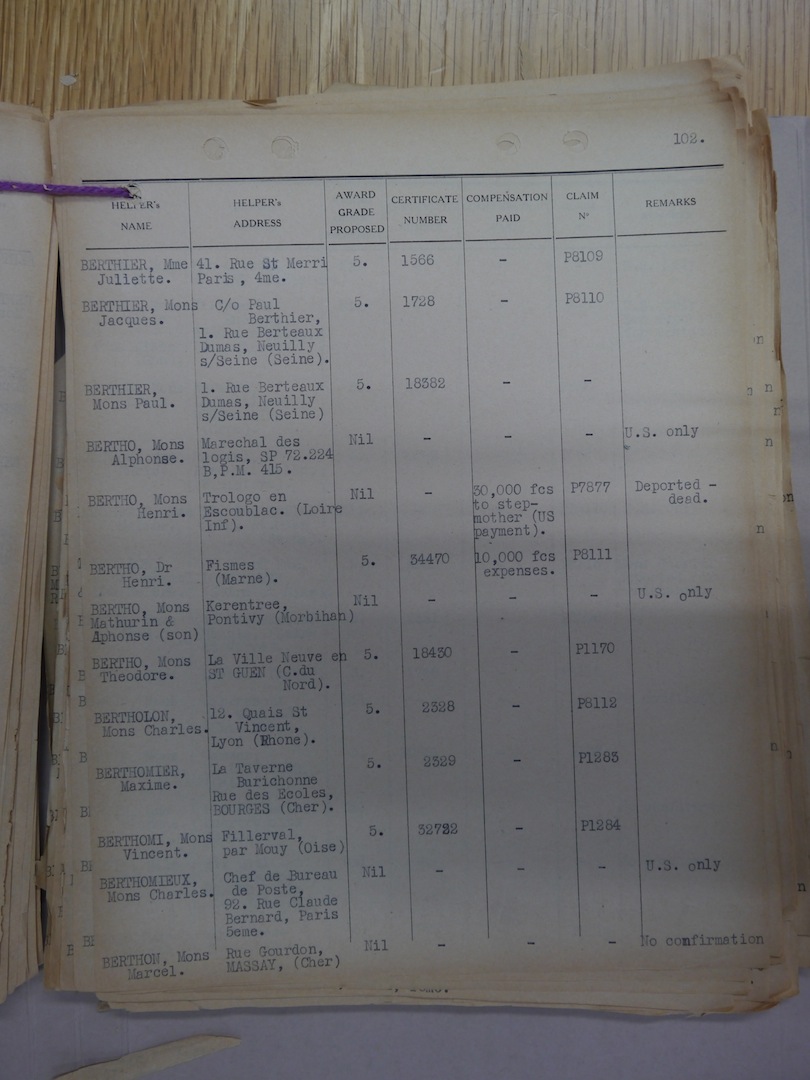 102.
HELPER's NAME | HELPER's ADDRESS | AWARD GRADE PROPOSED | CERTIFICATE NUMBER | COMPENSATION PAID | CLAIM Nº | REMARKS
BERTHIER, Mme 41. Rue St Merri 5. 1566 - P8109
Juliette. Paris, 4me.
BERTHIER, Mons C/o Paul 5. 1728 - P8110
Jacques. Berthier,
1. Rue Berteaux
Dumas, Neuilly
s/Seine (Seine).
BERTHIER, 1. Rue Berteaux 5. 18382 - -
Mons Paul. Dumas, Neuilly
s/Seine (Seine)
BERTHO, Mons Marechal des Nil - - - U.S. only
Alphonse. logis, SP 72.224
B,P.M. 415.
BERTHO, Mons Trologo en Nil - 30,000 fcs P7877 Deported -
Henri. Escoublac. (Loire to step- dead.
Inf). mother (US
payment).
BERTHO, Dr Fismes 5. 34470 10,000 fcs P8111
Henri. (Marne). expenses.
BERTHO, Mons Kerentree, Nil - - - U.S. only
Mathurin & Pontivy (Morbihan)
Aphonse (son)
BERTHO, Mons La Ville Neuve en 5. 18430 - P1170
Theodore. ST GUEN (C.du
Nord).
BERTHOLON, 12. Quais St 5. 2328 - P8112
Mons Charles. Vincent,
Lyon (Rhone).
BERTHOMIER, La Taverne 5. 2329 - P1283
Maxime. Burichonne
Rue des Ecoles,
BOURGES (Cher).
BERTHOMI, Mons Fillerval, 5. 32722 - P1284
Vincent. par Mouy (Oise)
BERTHOMIEUX, Chef de Bureau Nil - - - U.S. only
Mons Charles. de Poste,
92. Rue Claude
Bernard, Paris
5eme.
BERTHON, Mons Rue Gourdon, Nil - - - No confirmation
Marcel. MASSAY, (Cher)